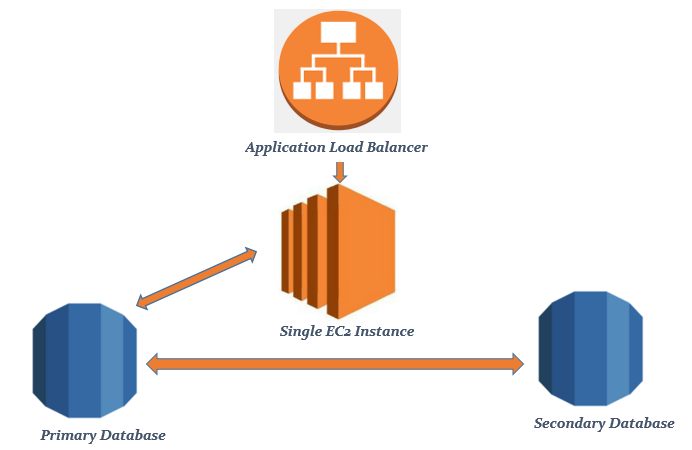 Application Load Balancer
Single EC2 Instance
Primary Database
Secondary Database